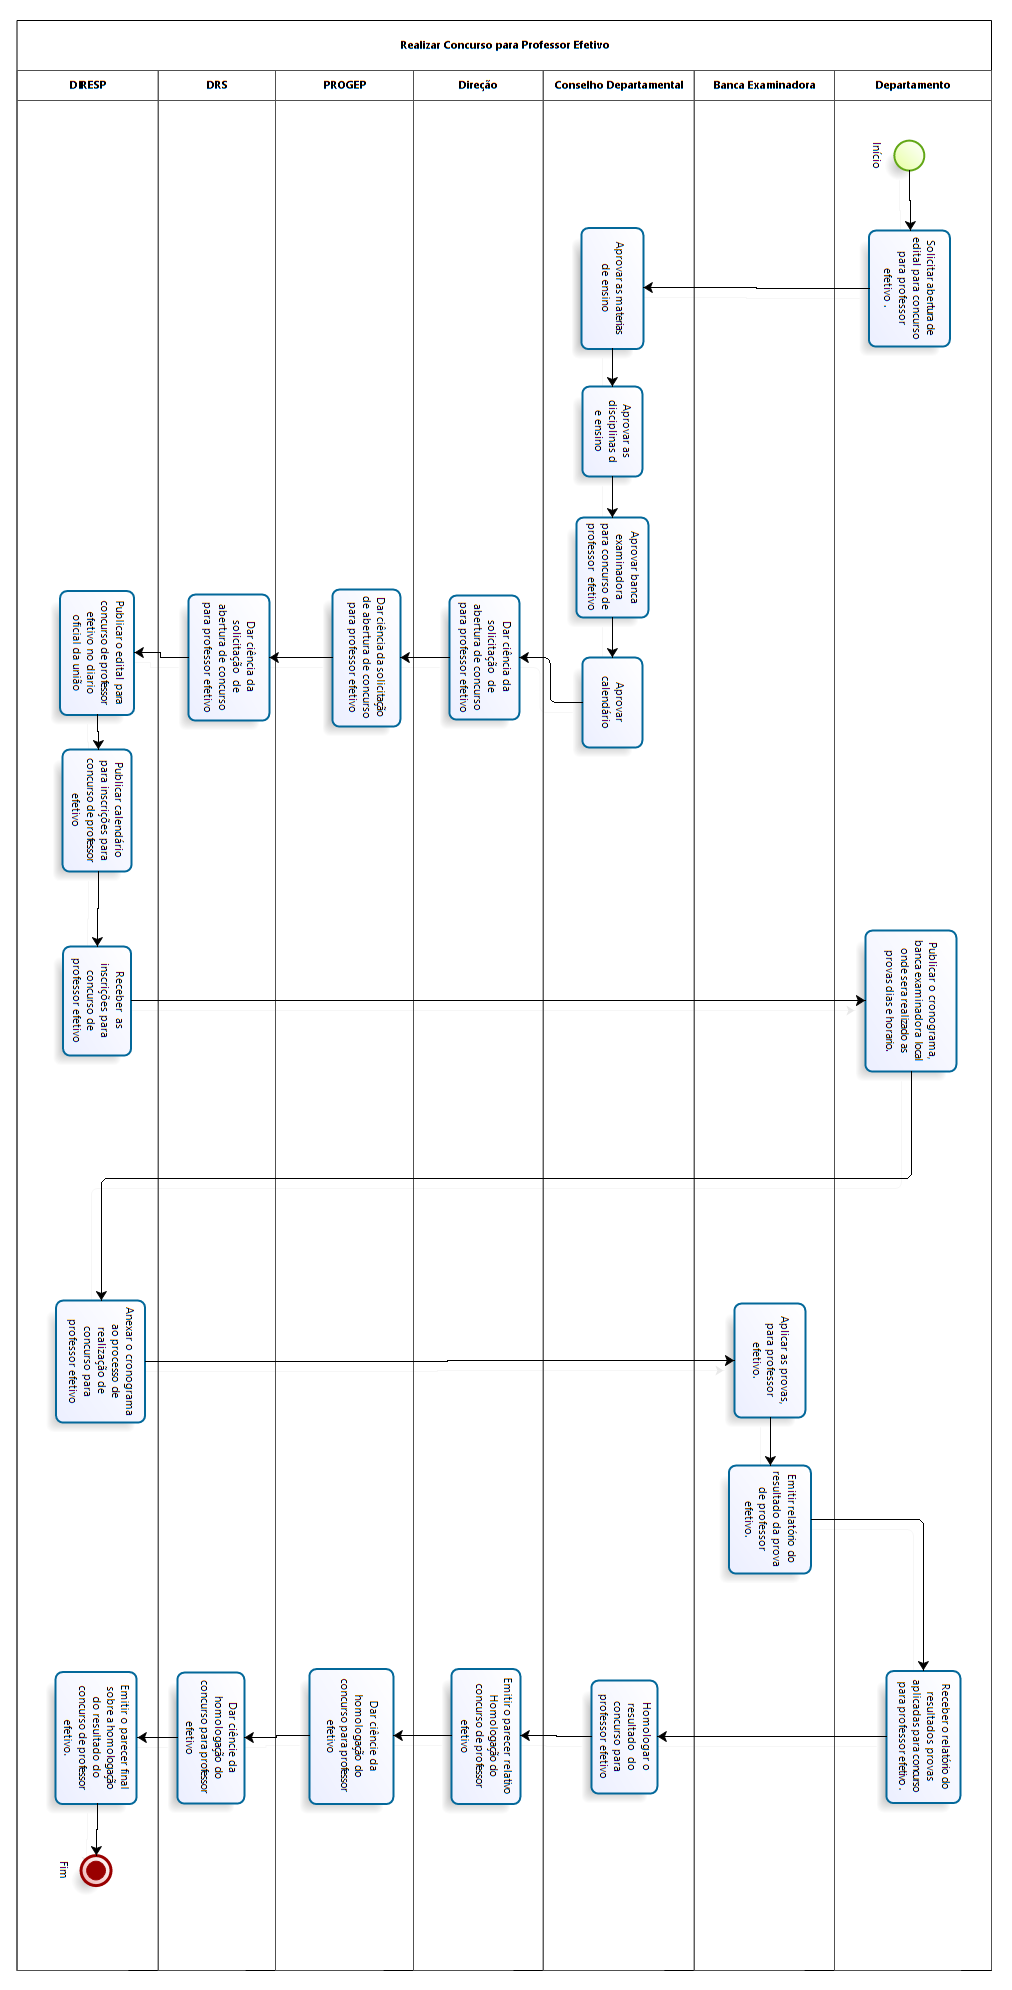 Realizar Concurso para Professor Efetivo
DIRESP
DRS
PROGEP
Direção
Conselho Departamental
Banca Examinadora
Departamento
Início
Solicitar abertura de
edital para concurso
para professor
efetivo .
Aprovar as materias
de ensino
Aprovar as
disciplinas d
e ensino
Aprovar banca
examinadora
para concurso de
professor efetivo
Aprovar
calendário
Dar ciência da
solicitação de
abertura de concurso
para professor efetivo
Dar ciência da solicitação
de abertura de concurso
para professor efetivo
Dar ciência da
solicitação de
abertura de concurso
para professor efetivo
Publicar o edital para
concurso de professor
efetivo no diario
oficial da união
Publicar calendário
para inscrições para
concurso de professor
efetivo
Receber as
inscrições para
concurso de
professor efetivo
Publicar o cronograma,
banca examinadora local
onde sera realizado as
provas dias e horario.
Anexar o cronograma
ao processo de
realização de
concurso para
professor efetivo
Aplicar as provas,
para professor
efetivo.
Emitir relatório do
resultado da prova
de professor
efetivo.
Receber o relatório do
resultados provas
aplicadas para concurso
para professor efetivo .
Homologar o
resultado do
concurso para
professor efetivo
Emitir o parecer relativo
Homologação do
concurso de professor
efetivo
Dar ciência da
homologação do
concurso para professor
efetivo
Dar ciência da
homologação do
concurso para professor
efetivo
Emitir o parecer final
sobre a homologação
do resultado do
concurso de professor
efetivo.
Fim